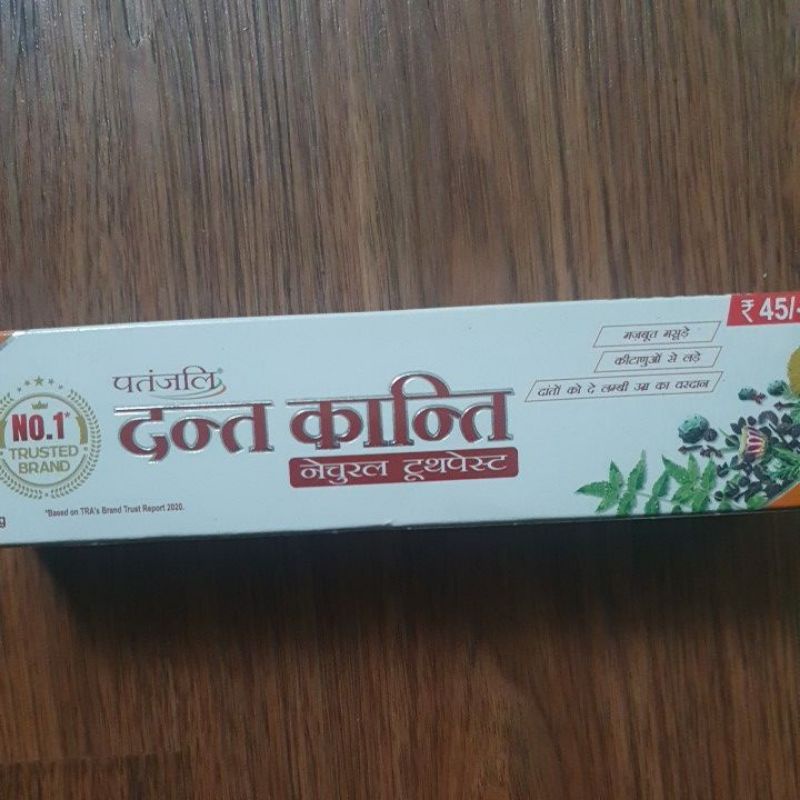 NO.1*
TRUSTED
BRAND
*Based on TRA's Brand Trust Report 2020.
पतंजलि
दन्त कान्ति
नेचुरल टूथपेस्ट
मज़बूत मसूड़े
कीटाणुओं से लड़े
दांतों को दे लम्बी उम्र का वरदान
₹ 45/-
g